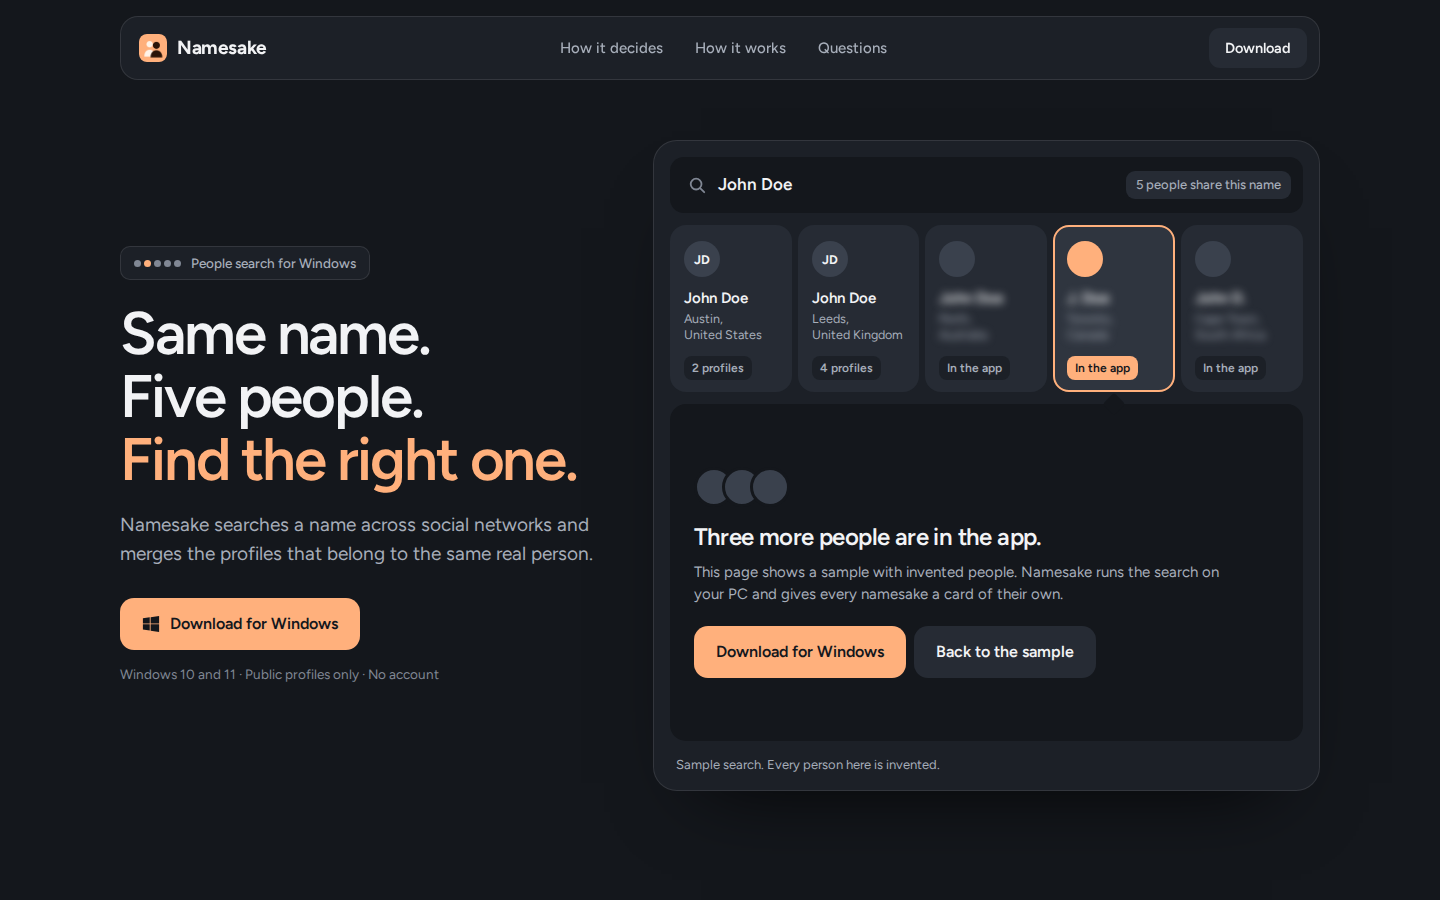 Namesake
How it decides
How it works
Questions
Download
People search for Windows
Same name.
Five people.
Find the right one.
Namesake searches a name across social networks and
merges the profiles that belong to the same real person.
Download for Windows
Windows 10 and 11 · Public profiles only · No account
John Doe
5 people share this name
JD
John Doe
Austin,
United States
2 profiles
JD
John Doe
Leeds,
United Kingdom
4 profiles
In the app
In the app
In the app
Three more people are in the app.
This page shows a sample with invented people. Namesake runs the search on
your PC and gives every namesake a card of their own.
Download for Windows
Back to the sample
Sample search. Every person here is invented.